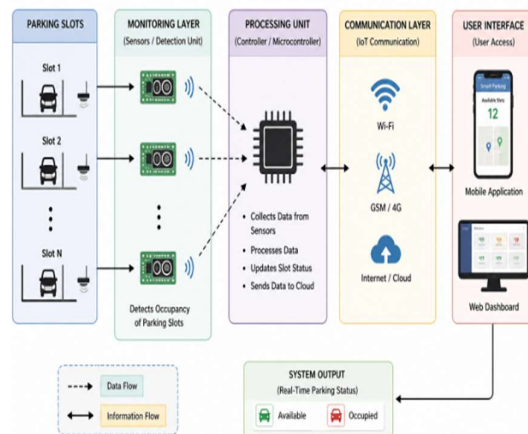 PARKING SLOTS
Slot 1
Slot 2
Slot N
MONITORING LAYER
(Sensors / Detection Unit)
Detects Occupancy
of Parking Slots
PROCESSING UNIT
(Controller / Microcontroller)
• Collects Data from
Sensors
• Processes Data
• Updates Slot Status
• Sends Data to Cloud
COMMUNICATION LAYER
(IoT Communication)
Wi-Fi
GSM / 4G
Internet / Cloud
USER INTERFACE
(User Access)
Smart Parking
Available Slots
12
Mobile Application
Web Dashboard
Data Flow
Information Flow
SYSTEM OUTPUT
(Real-Time Parking Status)
Available
Occupied